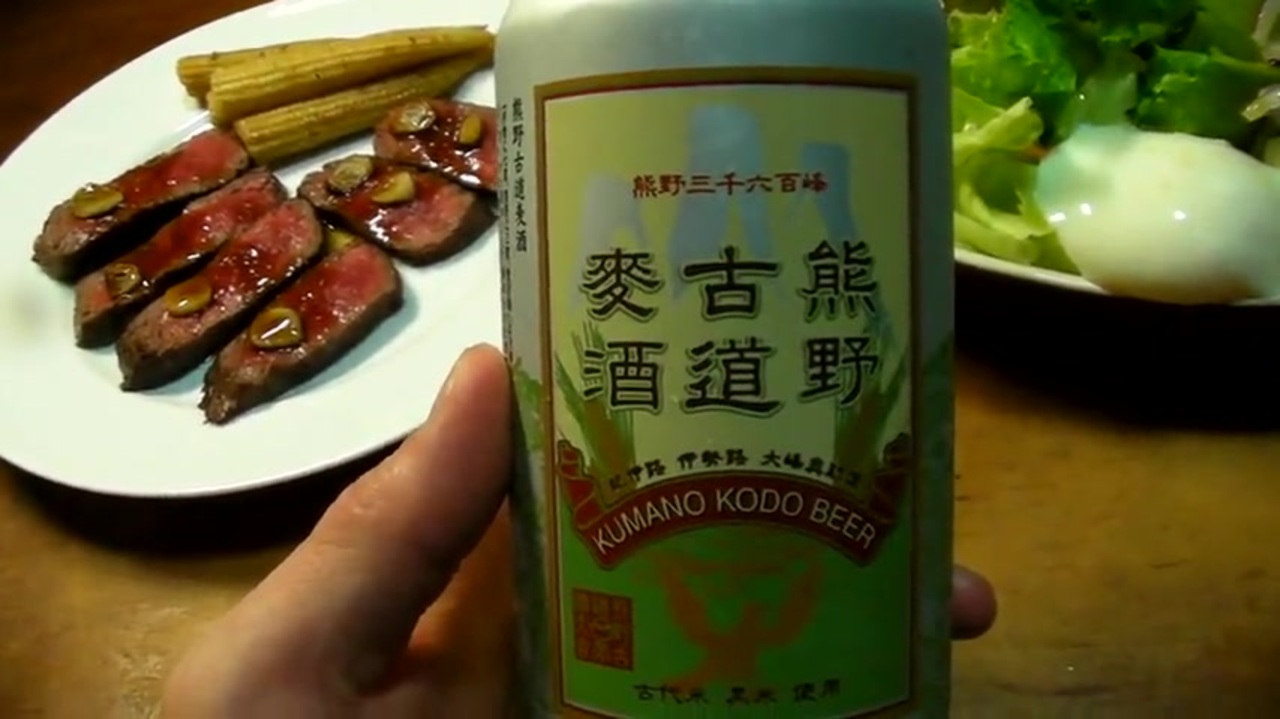 熊野三千六百峰
熊野
古道
麥酒
紀伊路 伊勢路 大峰奥駈道
KUMANO KODO BEER
古代米 黒米 使用
熊野古道麦酒